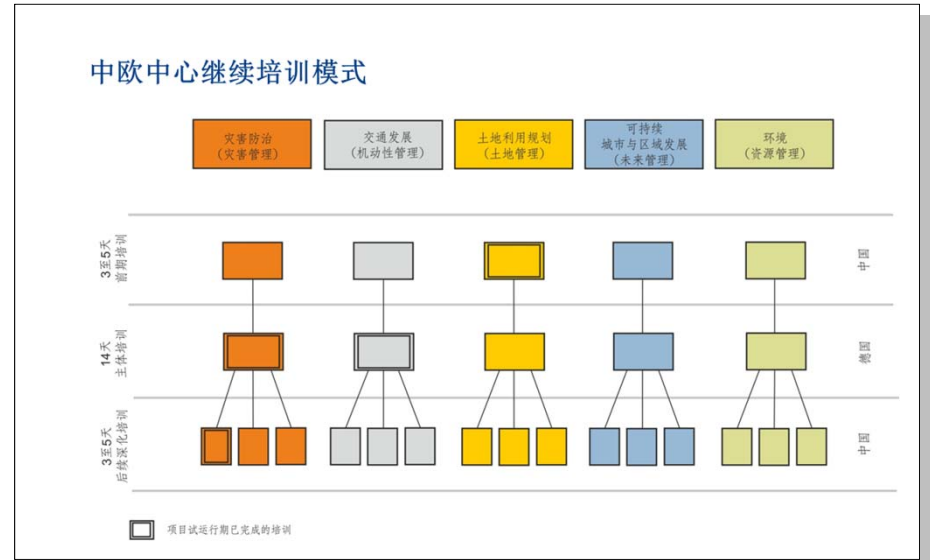 中欧中心继续培训模式
灾害防治
(灾害管理)
交通发展
(机动性管理)
土地利用规划
(土地管理)
可持续
城市与区域发展
(未来管理)
环境
(资源管理)
3至5天
前期培训
中国
14天
主体培训
德国
3至5天
后续深化培训
中国
项目试运行期已完成的培训